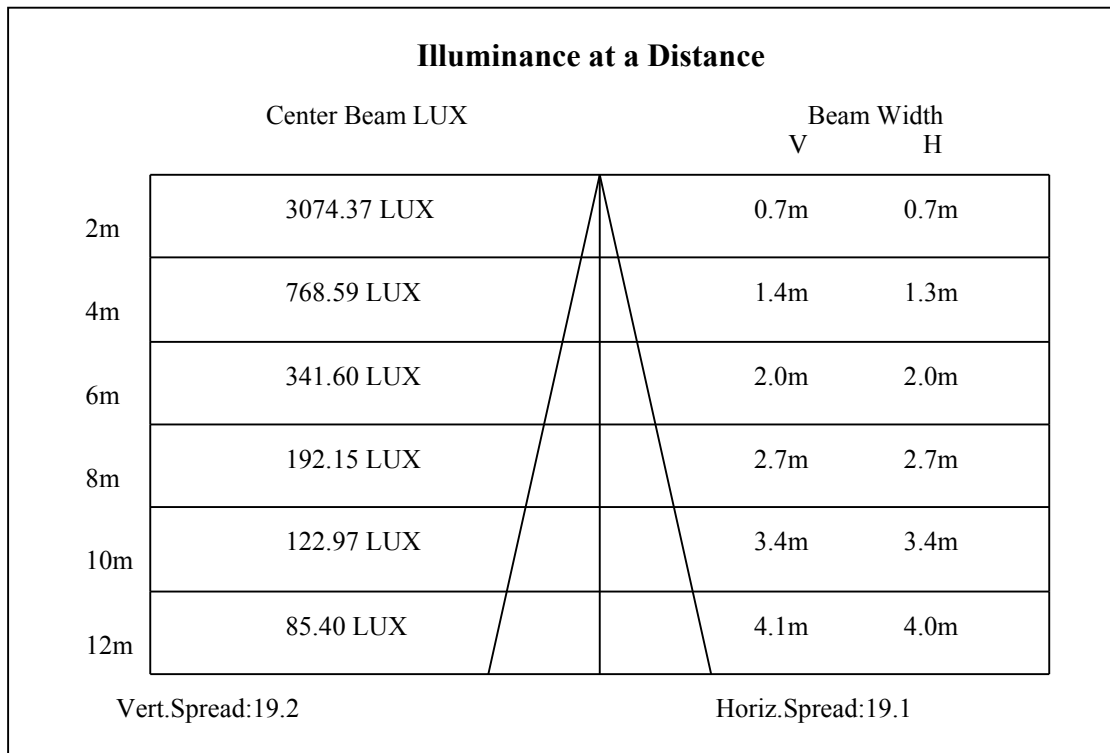 Illuminance at a Distance
Center Beam LUX Beam Width
V H
2m 3074.37 LUX 0.7m 0.7m
4m 768.59 LUX 1.4m 1.3m
6m 341.60 LUX 2.0m 2.0m
8m 192.15 LUX 2.7m 2.7m
10m 122.97 LUX 3.4m 3.4m
12m 85.40 LUX 4.1m 4.0m
Vert.Spread:19.2 Horiz.Spread:19.1